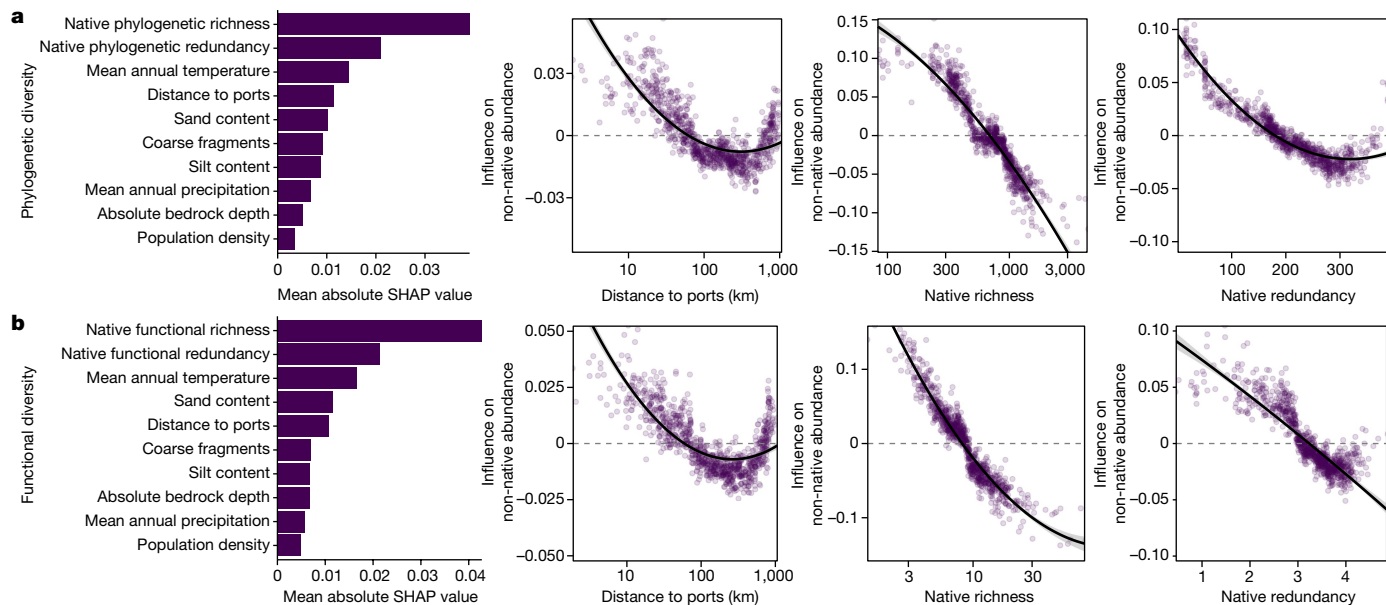 a
Phylogenetic diversity
Native phylogenetic richness
Native phylogenetic redundancy
Mean annual temperature
Distance to ports
Sand content
Coarse fragments
Silt content
Mean annual precipitation
Absolute bedrock depth
Population density
0 0.01 0.02 0.03
Mean absolute SHAP value
Influence on
non-native abundance
0.03
0
−0.03
10 100 1,000
Distance to ports (km)
Influence on
non-native abundance
0.15
0.10
0.05
0
−0.05
−0.10
−0.15
100 300 1,000 3,000
Native richness
Influence on
non-native abundance
0.10
0.05
0
−0.05
−0.10
100 200 300
Native redundancy
b
Functional diversity
Native functional richness
Native functional redundancy
Mean annual temperature
Sand content
Distance to ports
Coarse fragments
Silt content
Absolute bedrock depth
Mean annual precipitation
Population density
0 0.01 0.02 0.03 0.04
Mean absolute SHAP value
Influence on
non-native abundance
0.050
0.025
0
−0.025
−0.050
10 100 1,000
Distance to ports (km)
Influence on
non-native abundance
0.1
0
−0.1
3 10 30
Native richness
Influence on
non-native abundance
0.10
0.05
0
−0.05
−0.10
1 2 3 4
Native redundancy